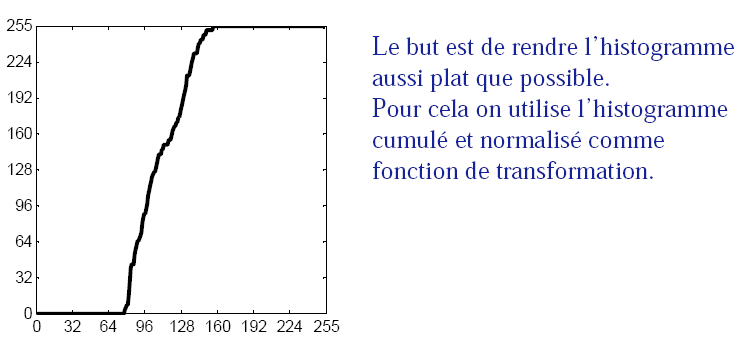 255
224
192
160
128
96
64
32
0
0 32 64 96 128 160 192 224 255
Le but est de rendre l'histogramme
aussi plat que possible.
Pour cela on utilise l'histogramme
cumulé et normalisé comme
fonction de transformation.